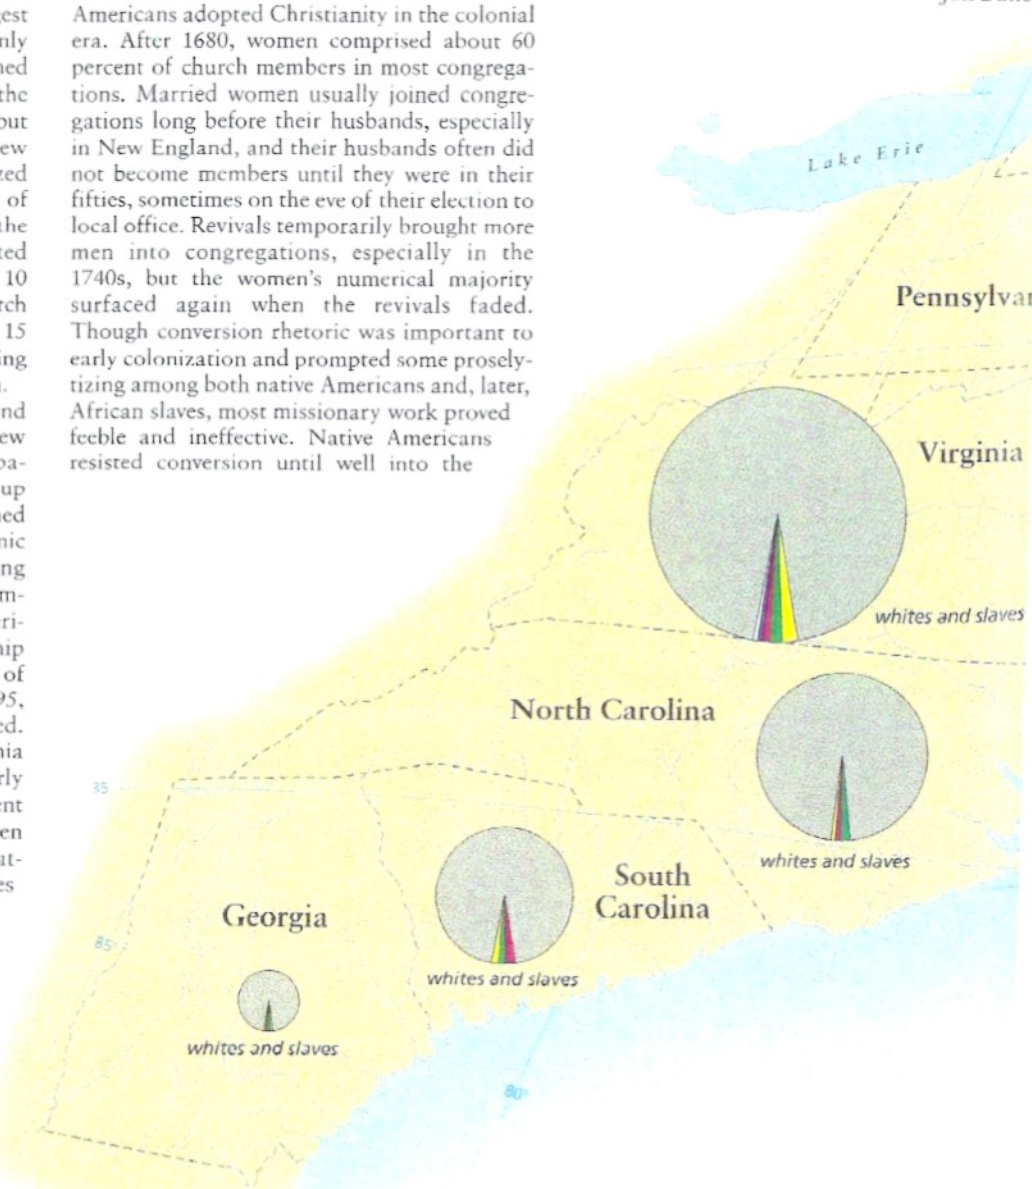 Americans adopted Christianity in the colonial
era. After 1680, women comprised about 60
percent of church members in most congrega-
tions. Married women usually joined congre-
gations long before their husbands, especially
in New England, and their husbands often did
not become members until they were in their
fifties, sometimes on the eve of their election to
local office. Revivals temporarily brought more
men into congregations, especially in the
1740s, but the women's numerical majority
surfaced again when the revivals faded.
Though conversion rhetoric was important to
early colonization and prompted some prosely-
tizing among both native Americans and, later,
African slaves, most missionary work proved
feeble and ineffective. Native Americans
resisted conversion until well into the
of
the
10
15
of
95,
Lake Erie
Pennsylvan
Virginia
whites and slaves
North Carolina
whites and slaves
South
Carolina
whites and slaves
Georgia
whites and slaves
35
85°
80°